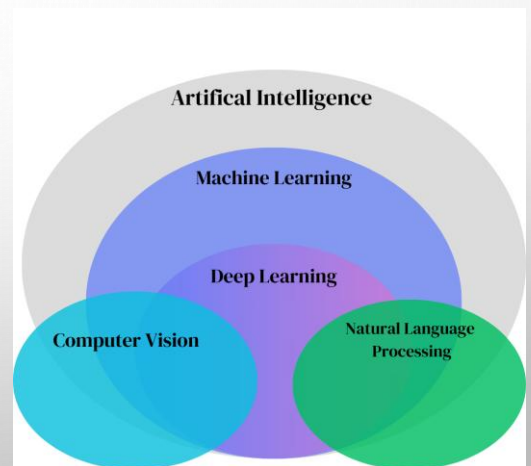 Artifical Intelligence
Machine Learning
Deep Learning
Computer Vision
Natural Language
Processing